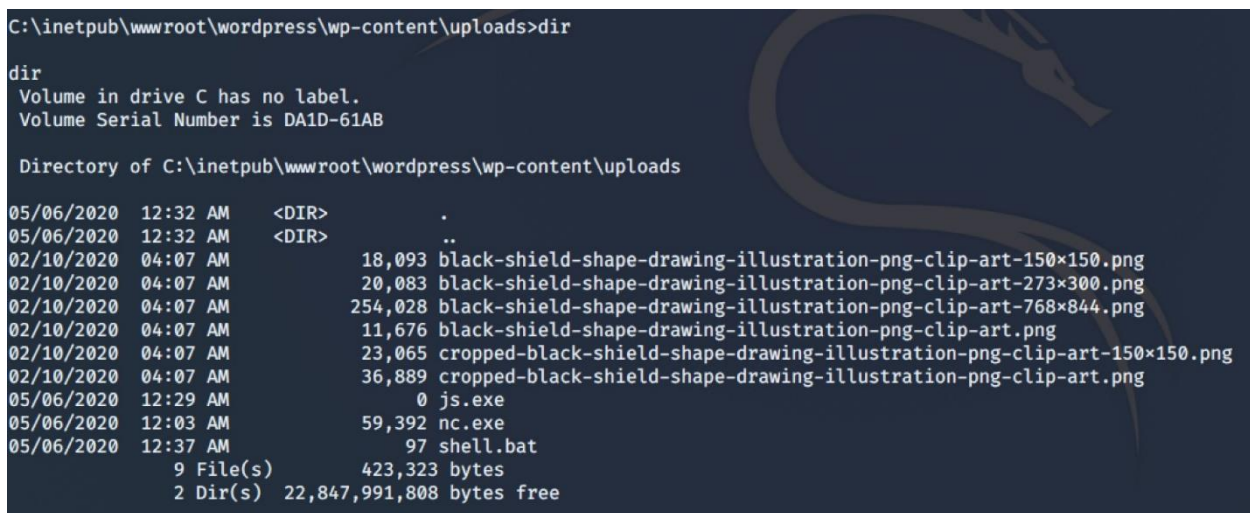 C:\inetpub\wwwroot\wordpress\wp-content\uploads>dir
dir
Volume in drive C has no label.
Volume Serial Number is DA1D-61AB
Directory of C:\inetpub\wwwroot\wordpress\wp-content\uploads
05/06/2020  12:32 AM    <DIR>          .
05/06/2020  12:32 AM    <DIR>          ..
02/10/2020  04:07 AM            18,093 black-shield-shape-drawing-illustration-png-clip-art-150×150.png
02/10/2020  04:07 AM            20,083 black-shield-shape-drawing-illustration-png-clip-art-273×300.png
02/10/2020  04:07 AM           254,028 black-shield-shape-drawing-illustration-png-clip-art-768×844.png
02/10/2020  04:07 AM            11,676 black-shield-shape-drawing-illustration-png-clip-art.png
02/10/2020  04:07 AM            23,065 cropped-black-shield-shape-drawing-illustration-png-clip-art-150×150.png
02/10/2020  04:07 AM            36,889 cropped-black-shield-shape-drawing-illustration-png-clip-art.png
05/06/2020  12:29 AM                 0 js.exe
05/06/2020  12:03 AM            59,392 nc.exe
05/06/2020  12:37 AM                97 shell.bat
9 File(s)        423,323 bytes
2 Dir(s)  22,847,991,808 bytes free